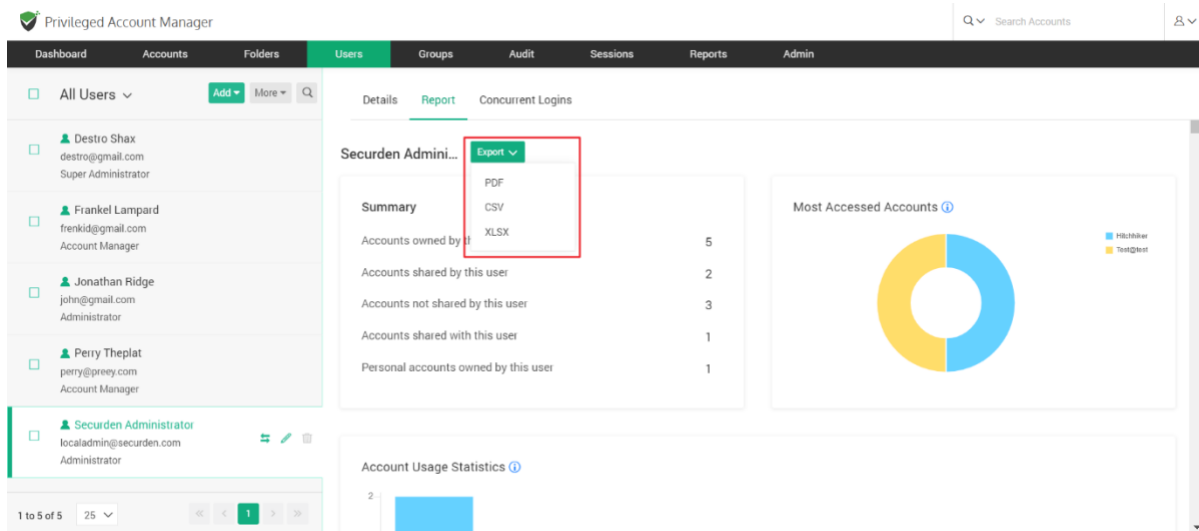 Privileged Account Manager
Search Accounts
Dashboard Accounts Folders Users Groups Audit Sessions Reports Admin
All Users
Add
More
Destro Shax
destro@gmail.com
Super Administrator
Frankel Lampard
frenkid@gmail.com
Account Manager
Jonathan Ridge
john@gmail.com
Administrator
Perry Theplat
perry@preey.com
Account Manager
Securden Administrator
localadmin@securden.com
Administrator
1 to 5 of 5 25 « < 1 > »
Details Report Concurrent Logins
Securden Admini...
Export
PDF
CSV
XLSX
Summary
Accounts owned by 5
Accounts shared by this user 2
Accounts not shared by this user 3
Accounts shared with this user 1
Personal accounts owned by this user 1
Most Accessed Accounts
Hitchhiker
Test@test
Account Usage Statistics
2